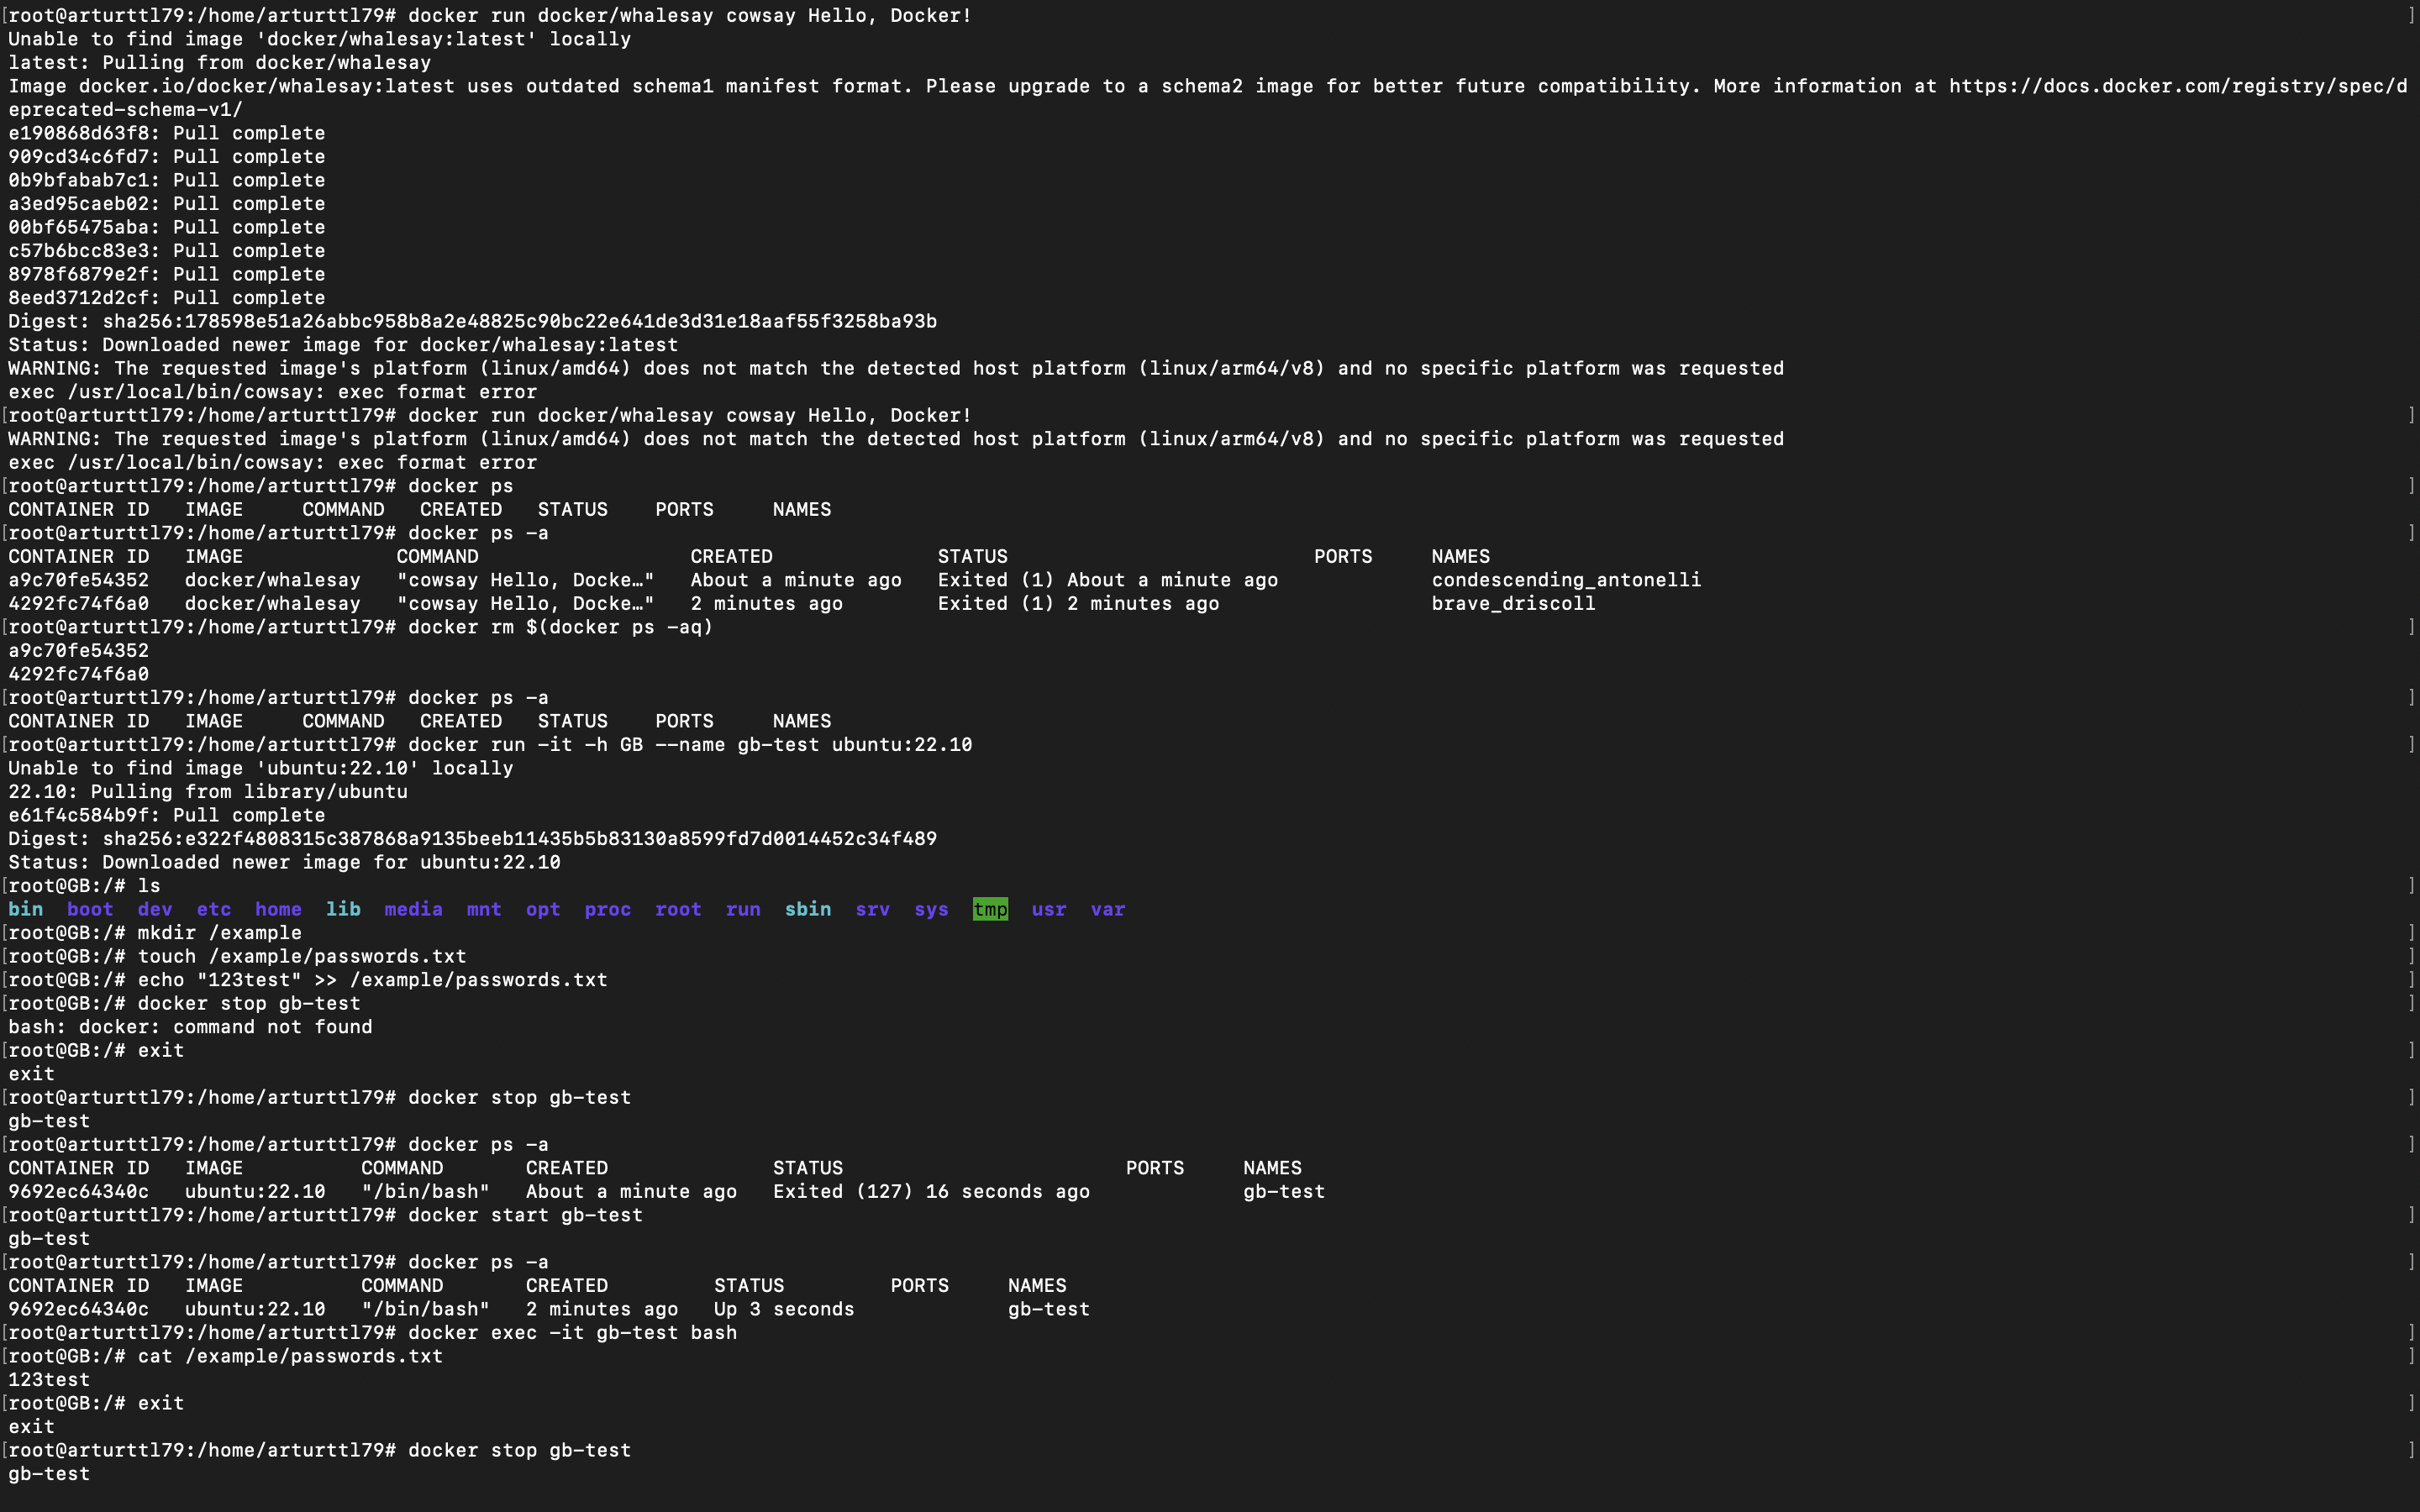 [root@arturttl79:/home/arturttl79# docker run docker/whalesay cowsay Hello, Docker! ]
Unable to find image 'docker/whalesay:latest' locally
latest: Pulling from docker/whalesay
Image docker.io/docker/whalesay:latest uses outdated schema1 manifest format. Please upgrade to a schema2 image for better future compatibility. More information at https://docs.docker.com/registry/spec/d
eprecated-schema-v1/
e190868d63f8: Pull complete
909cd34c6fd7: Pull complete
0b9bfabab7c1: Pull complete
a3ed95caeb02: Pull complete
00bf65475aba: Pull complete
c57b6bcc83e3: Pull complete
8978f6879e2f: Pull complete
8eed3712d2cf: Pull complete
Digest: sha256:178598e51a26abbc958b8a2e48825c90bc22e641de3d31e18aaf55f3258ba93b
Status: Downloaded newer image for docker/whalesay:latest
WARNING: The requested image's platform (linux/amd64) does not match the detected host platform (linux/arm64/v8) and no specific platform was requested
exec /usr/local/bin/cowsay: exec format error
[root@arturttl79:/home/arturttl79# docker run docker/whalesay cowsay Hello, Docker! ]
WARNING: The requested image's platform (linux/amd64) does not match the detected host platform (linux/arm64/v8) and no specific platform was requested
exec /usr/local/bin/cowsay: exec format error
[root@arturttl79:/home/arturttl79# docker ps ]
CONTAINER ID   IMAGE     COMMAND   CREATED   STATUS    PORTS     NAMES
[root@arturttl79:/home/arturttl79# docker ps -a ]
CONTAINER ID   IMAGE             COMMAND                  CREATED              STATUS                          PORTS     NAMES
a9c70fe54352   docker/whalesay   "cowsay Hello, Docke…"   About a minute ago   Exited (1) About a minute ago             condescending_antonelli
4292fc74f6a0   docker/whalesay   "cowsay Hello, Docke…"   2 minutes ago        Exited (1) 2 minutes ago                  brave_driscoll
[root@arturttl79:/home/arturttl79# docker rm $(docker ps -aq) ]
a9c70fe54352
4292fc74f6a0
[root@arturttl79:/home/arturttl79# docker ps -a ]
CONTAINER ID   IMAGE     COMMAND   CREATED   STATUS    PORTS     NAMES
[root@arturttl79:/home/arturttl79# docker run -it -h GB --name gb-test ubuntu:22.10 ]
Unable to find image 'ubuntu:22.10' locally
22.10: Pulling from library/ubuntu
e61f4c584b9f: Pull complete
Digest: sha256:e322f4808315c387868a9135beeb11435b5b83130a8599fd7d0014452c34f489
Status: Downloaded newer image for ubuntu:22.10
[root@GB:/# ls ]
bin  boot  dev  etc  home  lib  media  mnt  opt  proc  root  run  sbin  srv  sys  tmp  usr  var
[root@GB:/# mkdir /example ]
[root@GB:/# touch /example/passwords.txt ]
[root@GB:/# echo "123test" >> /example/passwords.txt ]
[root@GB:/# docker stop gb-test ]
bash: docker: command not found
[root@GB:/# exit ]
exit
[root@arturttl79:/home/arturttl79# docker stop gb-test ]
gb-test
[root@arturttl79:/home/arturttl79# docker ps -a ]
CONTAINER ID   IMAGE          COMMAND       CREATED              STATUS                        PORTS     NAMES
9692ec64340c   ubuntu:22.10   "/bin/bash"   About a minute ago   Exited (127) 16 seconds ago             gb-test
[root@arturttl79:/home/arturttl79# docker start gb-test ]
gb-test
[root@arturttl79:/home/arturttl79# docker ps -a ]
CONTAINER ID   IMAGE          COMMAND       CREATED         STATUS         PORTS     NAMES
9692ec64340c   ubuntu:22.10   "/bin/bash"   2 minutes ago   Up 3 seconds             gb-test
[root@arturttl79:/home/arturttl79# docker exec -it gb-test bash ]
[root@GB:/# cat /example/passwords.txt ]
123test
[root@GB:/# exit ]
exit
[root@arturttl79:/home/arturttl79# docker stop gb-test ]
gb-test